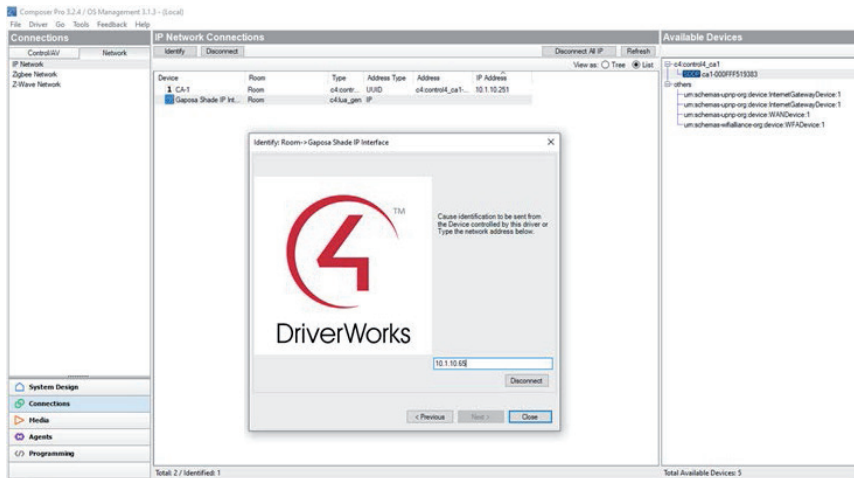 Composer Pro 3.2.4 / OS Management 3.1.3 - (Local)
File Driver Go Tools Feedback Help
Connections
Control/AV Network
IP Network
Zigbee Network
Z-Wave Network
System Design
Connections
Media
Agents
Programming
IP Network Connections
Identify Disconnect Disconnect All IP Refresh
View as: Tree List
Device Room Type Address Type Address IP Address
1 CA-1 Room c4:contr... UUID c4:control4_ca1-... 10.1.10.251
Gaposa Shade IP Int... Room c4:lua_gen IP
Identify: Room->Gaposa Shade IP Interface
TM
4
DriverWorks
Cause identification to be sent from
the Device controlled by this driver or
Type the network address below.
10.1.10.65
Disconnect
< Previous Next > Close
Total: 2 / Identified: 1
Available Devices
c4:control4_ca1
SDDP ca1-000FFF519383
others
urn:schemas-upnp-org:device:InternetGatewayDevice:1
urn:schemas-upnp-org:device:InternetGatewayDevice:1
urn:schemas-upnp-org:device:WANDevice:1
urn:schemas-wifialliance-org:device:WFADevice:1
Total Available Devices: 5